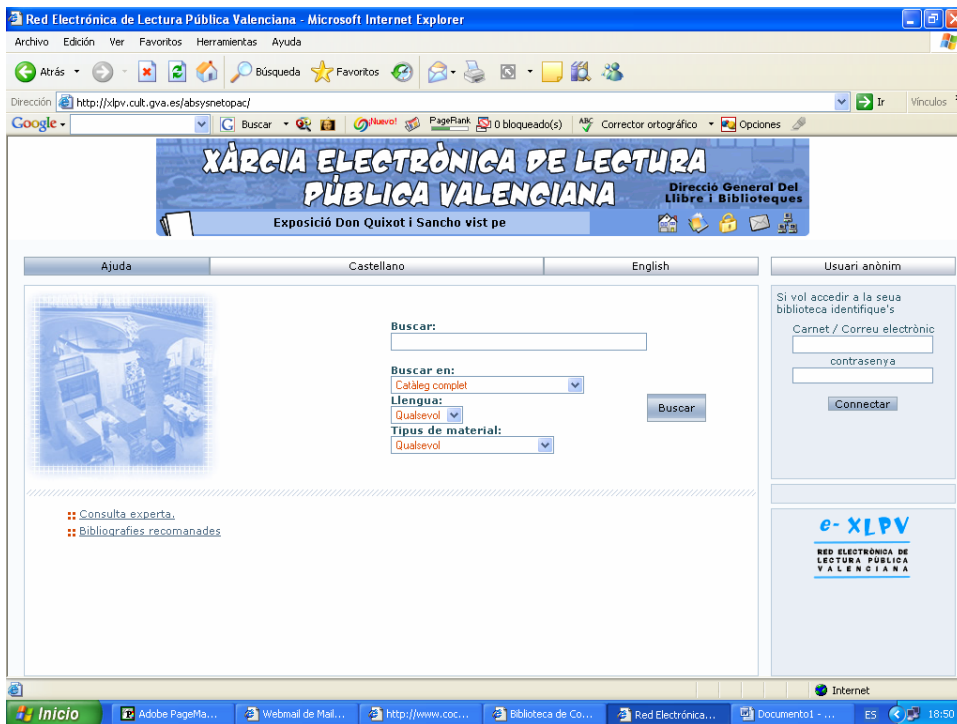 Red Electrónica de Lectura Pública Valenciana - Microsoft Internet Explorer
Archivo Edición Ver Favoritos Herramientas Ayuda
Atrás Búsqueda Favoritos
Dirección http://xlpv.cult.gva.es/absysnetopac/ Ir Vínculos
Google Buscar ¡Nuevo! PageRank 0 bloqueado(s) ABC Corrector ortográfico Opciones
XÀRCIA ELECTRÒNICA DE LECTURA
PÚBLICA VALENCIANA
Direcció General Del
Llibre i Biblioteques
Exposició Don Quixot i Sancho vist pe
Ajuda Castellano English Usuari anònim
Si vol accedir a la seua
biblioteca identifique's
Carnet / Correu electrònic
contrasenya
Connectar
Buscar:
Buscar en:
Catàleg complet
Llengua:
Qualsevol
Buscar
Tipus de material:
Qualsevol
Consulta experta.
Bibliografies recomanades
e- XLPV
RED ELECTRÓNICA DE
LECTURA PÚBLICA
VALENCIANA
Internet
Inicio Adobe PageMa... Webmail de Mail... http://www.coc... Biblioteca de Co... Red Electrónica... Documento1 - ... ES 18:50